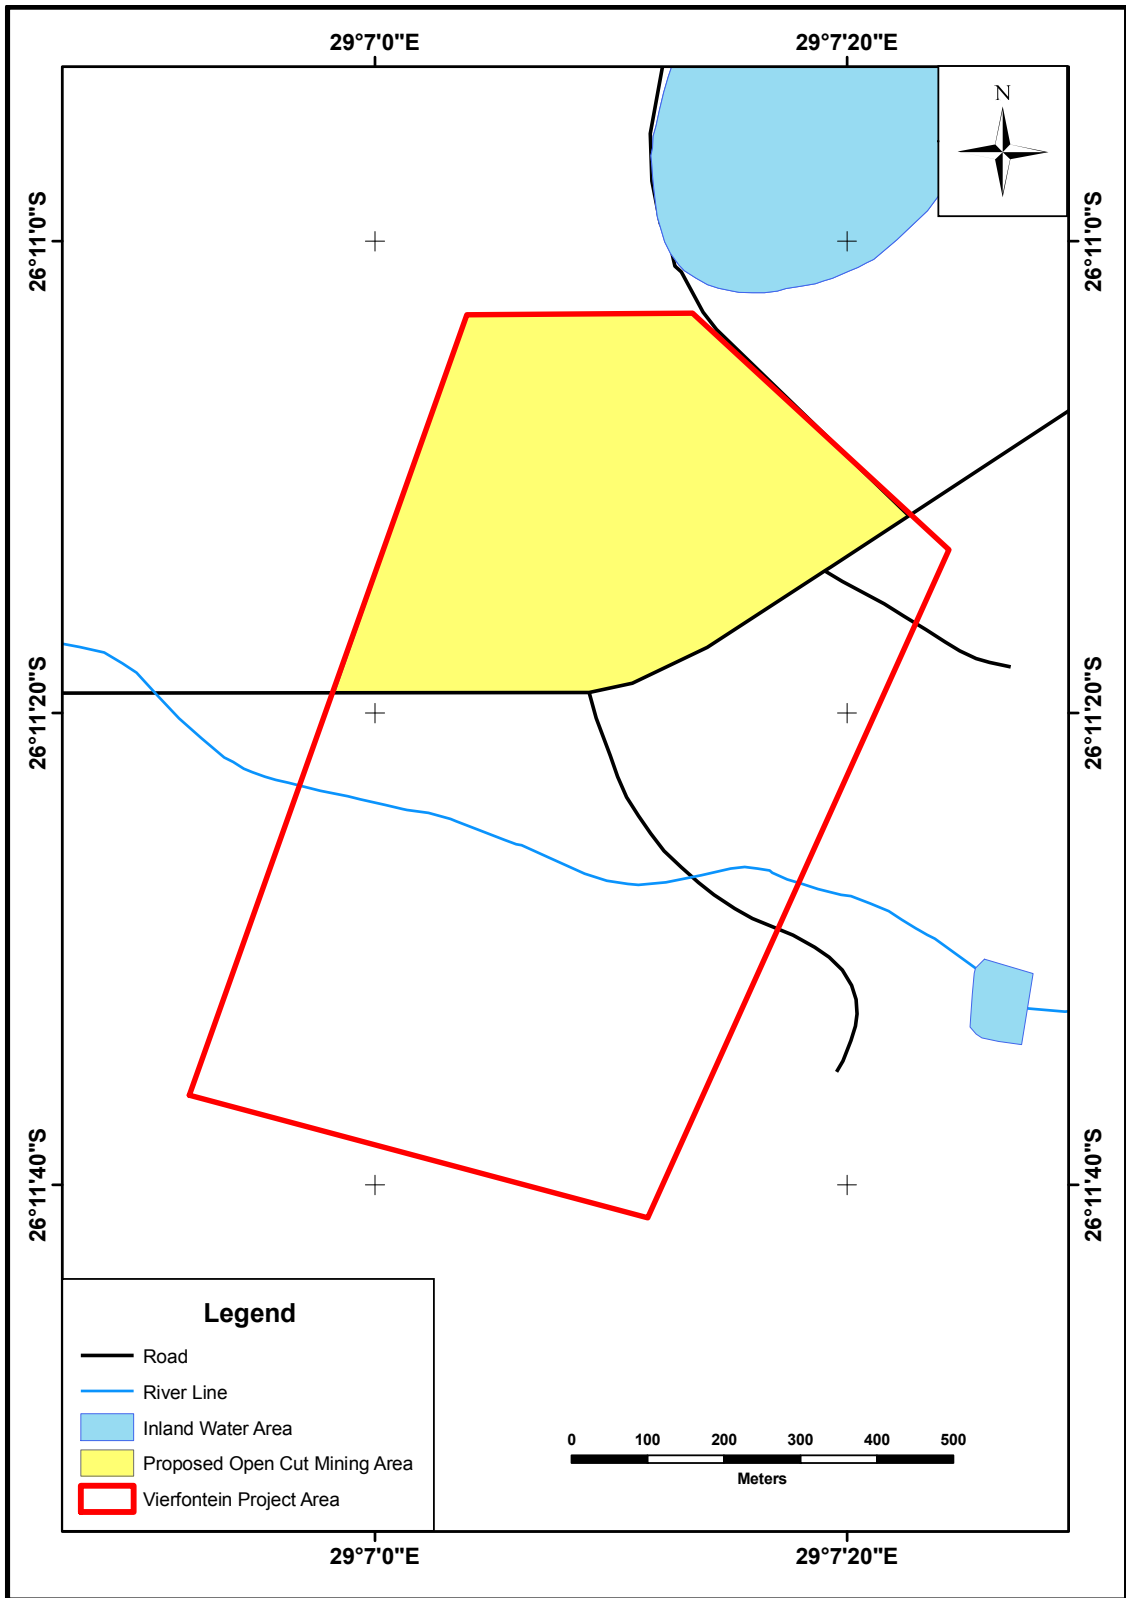 29°7'0"E
29°7'20"E
N
26°11'0"S
26°11'0"S
26°11'20"S
26°11'20"S
26°11'40"S
26°11'40"S
Legend
Road
River Line
Inland Water Area
Proposed Open Cut Mining Area
Vierfontein Project Area
0 100 200 300 400 500
Meters
29°7'0"E
29°7'20"E